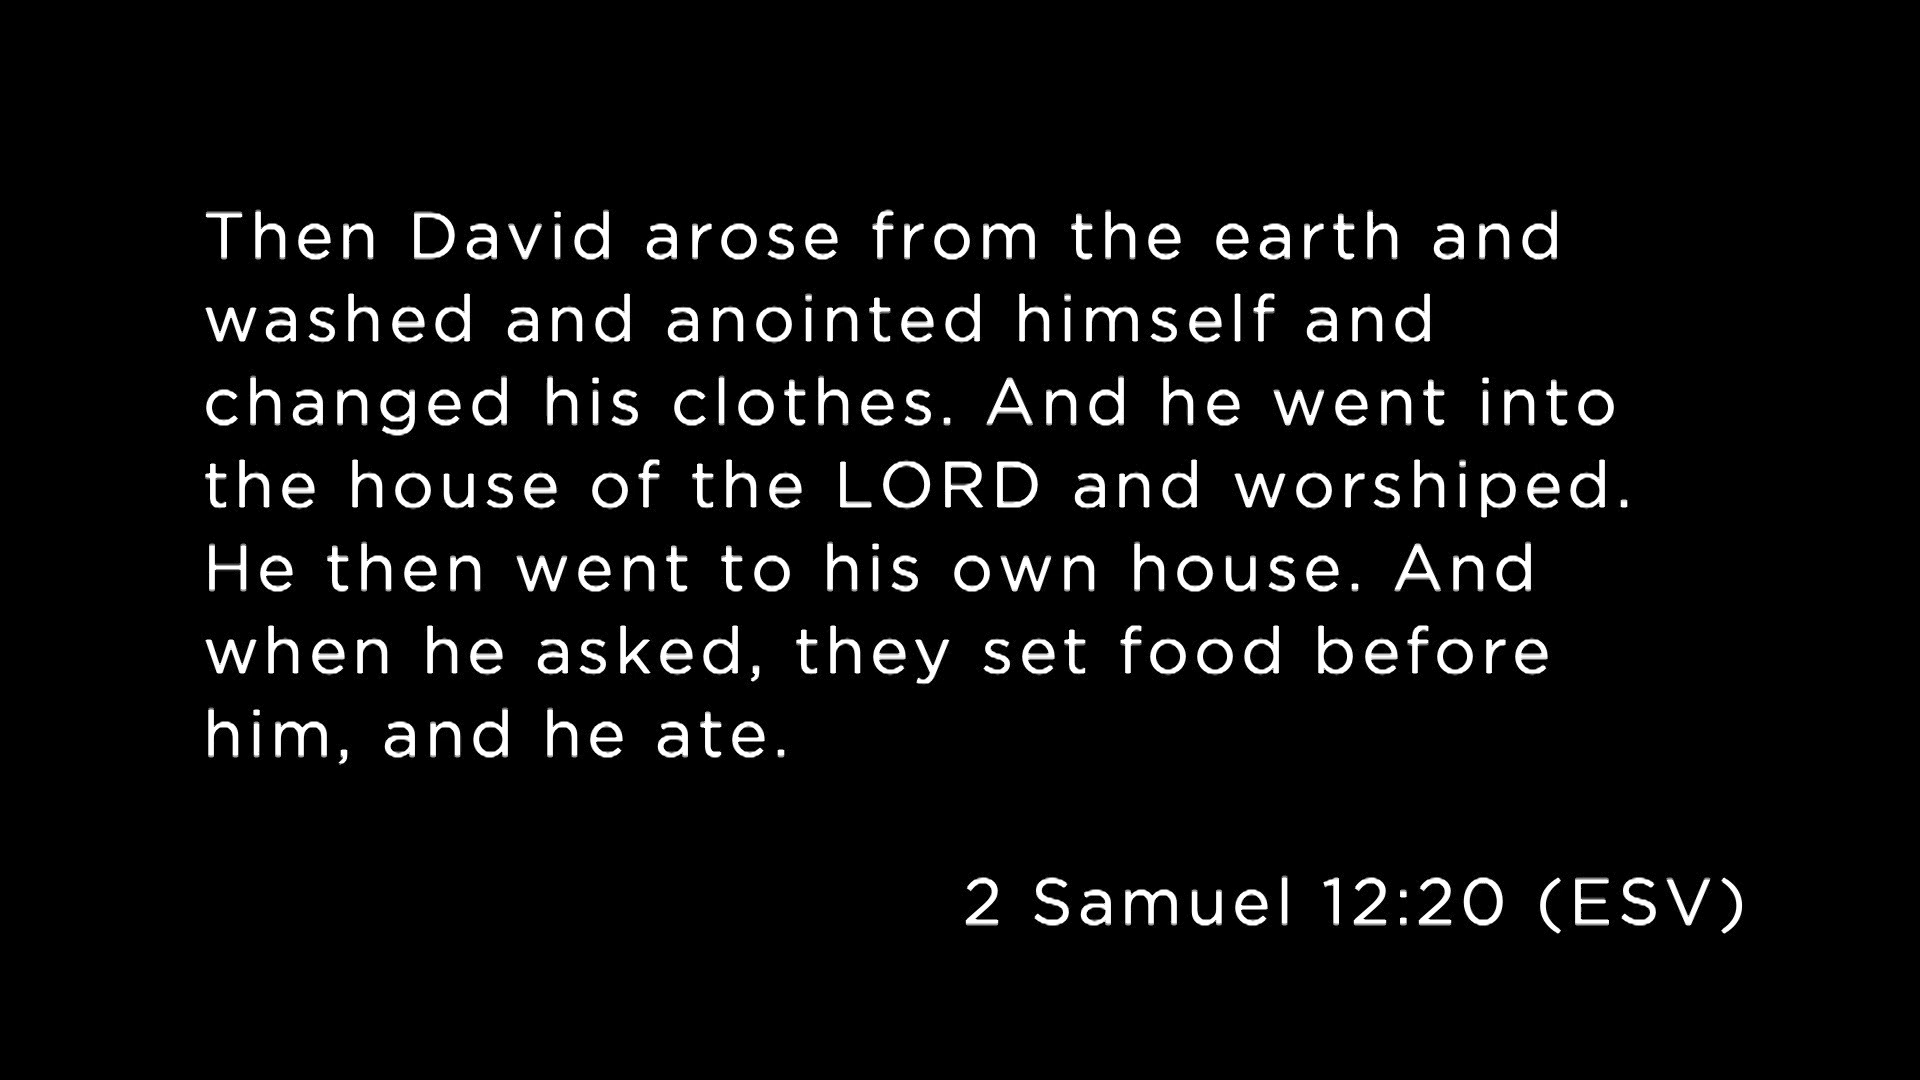 Then David arose from the earth and
washed and anointed himself and
changed his clothes. And he went into
the house of the LORD and worshiped.
He then went to his own house. And
when he asked, they set food before
him, and he ate.
2 Samuel 12:20 (ESV)